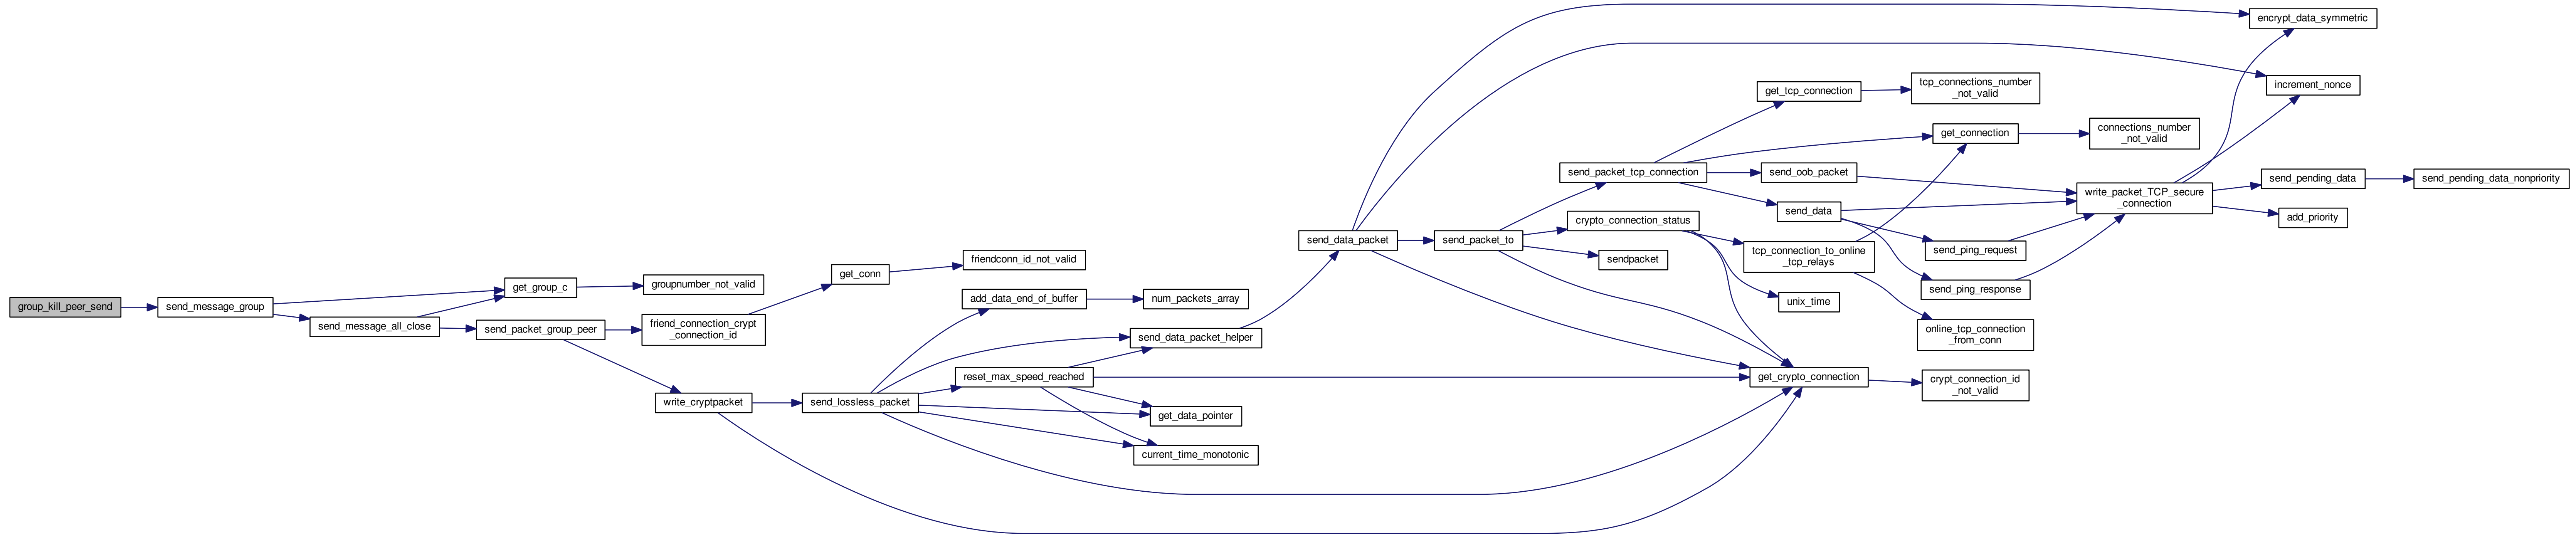 group_kill_peer_send
send_message_group
get_group_c
groupnumber_not_valid
send_message_all_close
send_packet_group_peer
friend_connection_crypt
_connection_id
get_conn
friendconn_id_not_valid
write_cryptpacket
send_lossless_packet
add_data_end_of_buffer
num_packets_array
send_data_packet_helper
reset_max_speed_reached
get_data_pointer
current_time_monotonic
send_data_packet
send_packet_to
send_packet_tcp_connection
crypto_connection_status
sendpacket
get_tcp_connection
tcp_connections_number
_not_valid
get_connection
connections_number
_not_valid
send_oob_packet
send_data
tcp_connection_to_online
_tcp_relays
unix_time
send_ping_request
send_ping_response
online_tcp_connection
_from_conn
get_crypto_connection
crypt_connection_id
_not_valid
write_packet_TCP_secure
_connection
encrypt_data_symmetric
increment_nonce
send_pending_data
send_pending_data_nonpriority
add_priority